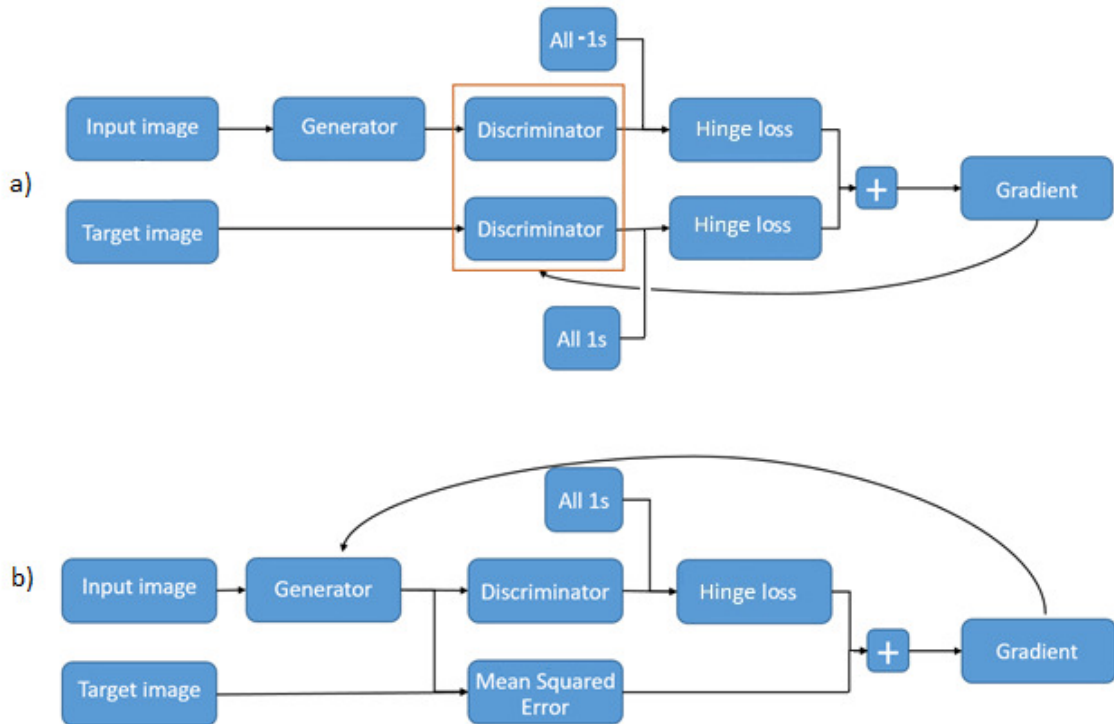 a)
All -1s
Input image
Generator
Discriminator
Hinge loss
+
Gradient
Target image
Discriminator
Hinge loss
All 1s
b)
All 1s
Input image
Generator
Discriminator
Hinge loss
+
Gradient
Target image
Mean Squared
Error